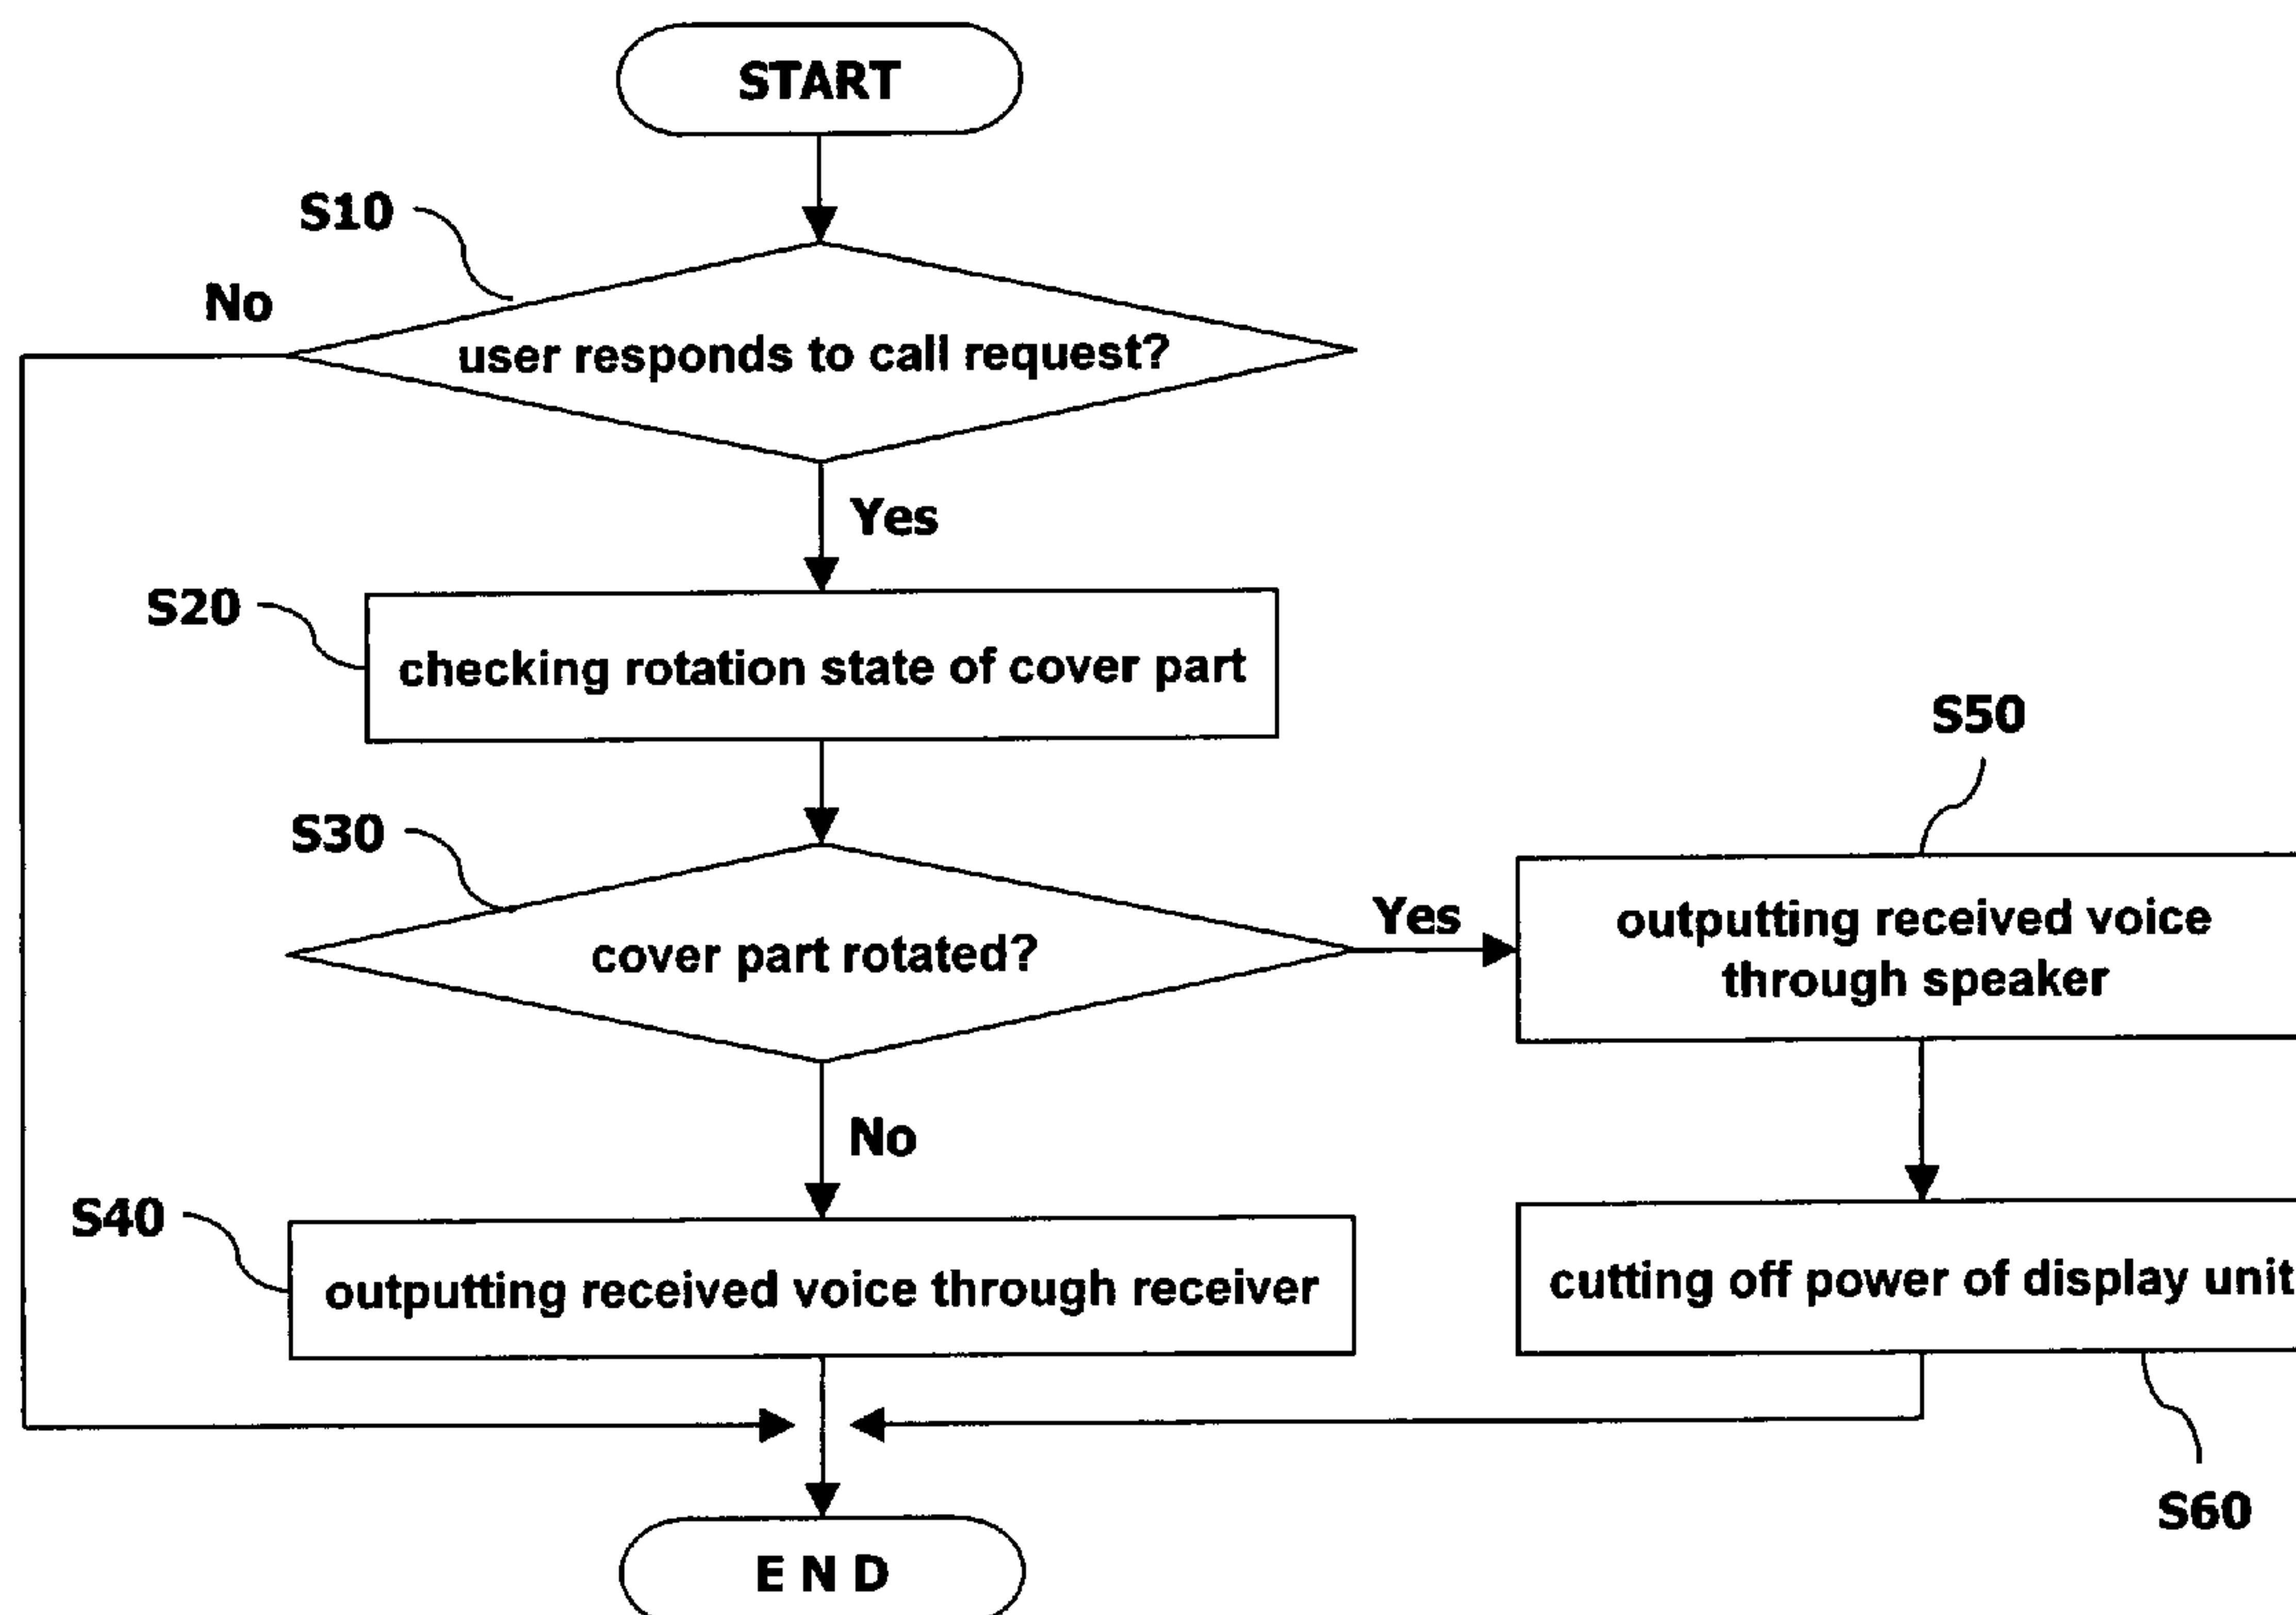 START
S10
No
user responds to call request?
Yes
S20
checking rotation state of cover part
S50
S30
Yes
outputting received voice
through speaker
cover part rotated?
No
S40
outputting received voice through receiver
cutting off power of display unit
S60
E N D